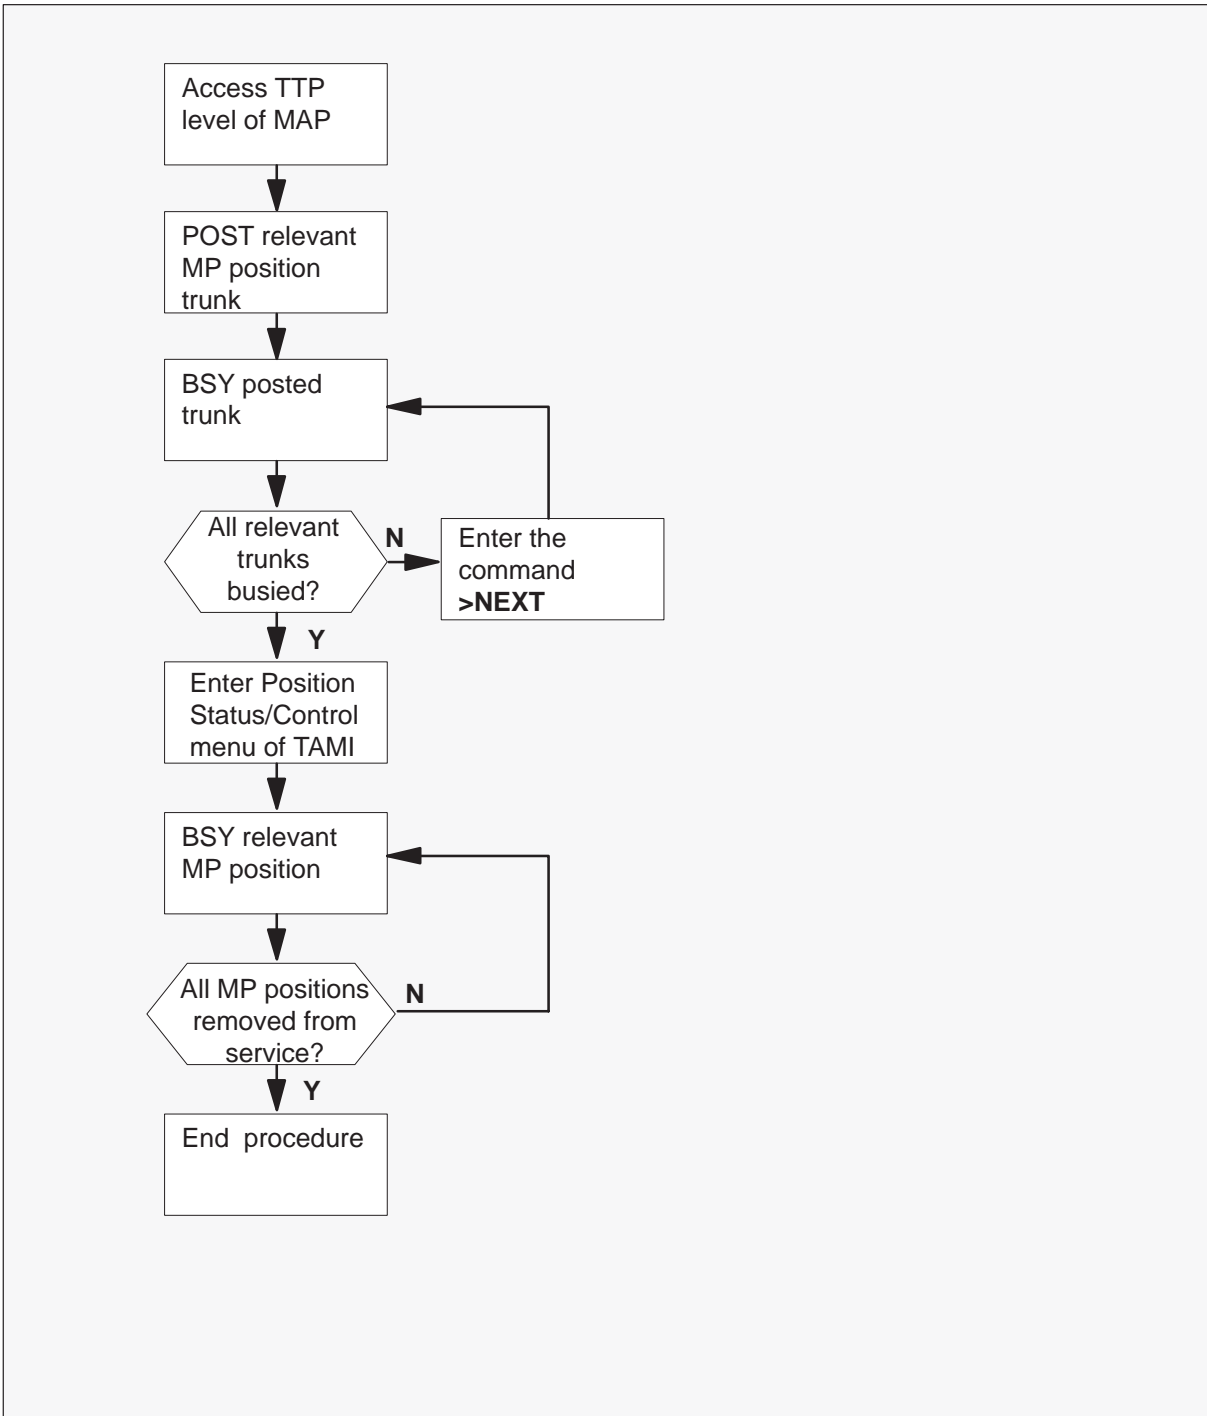 Access TTP
level of MAP
POST relevant
MP position
trunk
BSY posted
trunk
All relevant
trunks
busied?
N
Enter the
command
>NEXT
Y
Enter Position
Status/Control
menu of TAMI
BSY relevant
MP position
All MP positions
removed from
service?
N
Y
End procedure